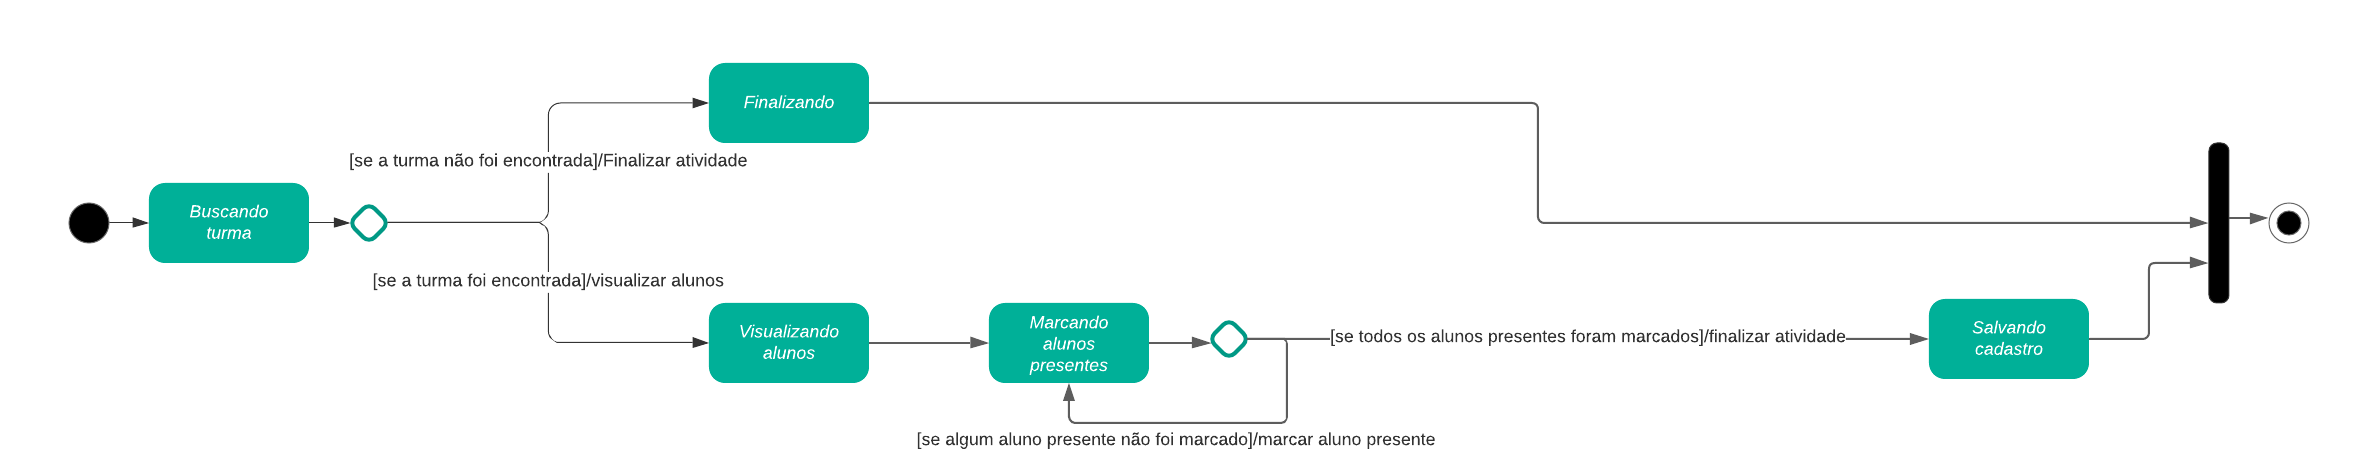 Finalizando
[se a turma não foi encontrada]/Finalizar atividade
Buscando
turma
[se a turma foi encontrada]/visualizar alunos
Visualizando
alunos
Marcando
alunos
presentes
[se todos os alunos presentes foram marcados]/finalizar atividade
Salvando
cadastro
[se algum aluno presente não foi marcado]/marcar aluno presente